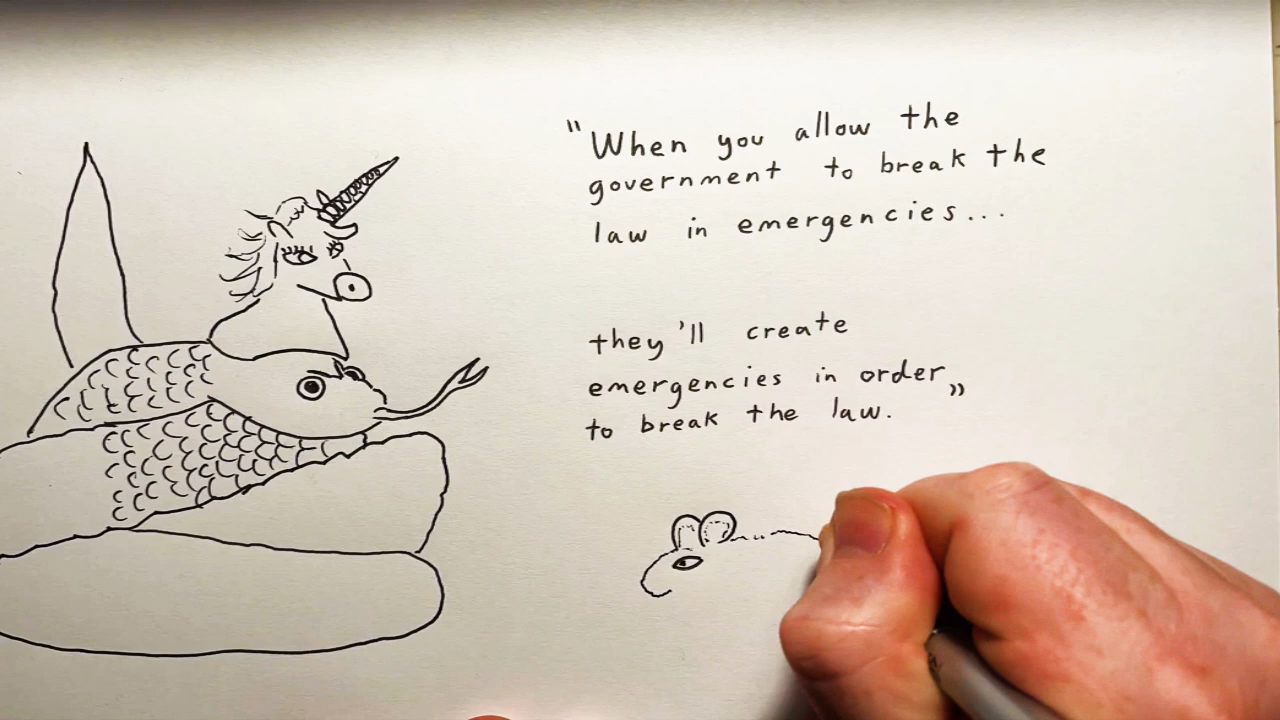 "When you allow the
government to break the
law in emergencies...
they'll create
emergencies in order
to break the law."